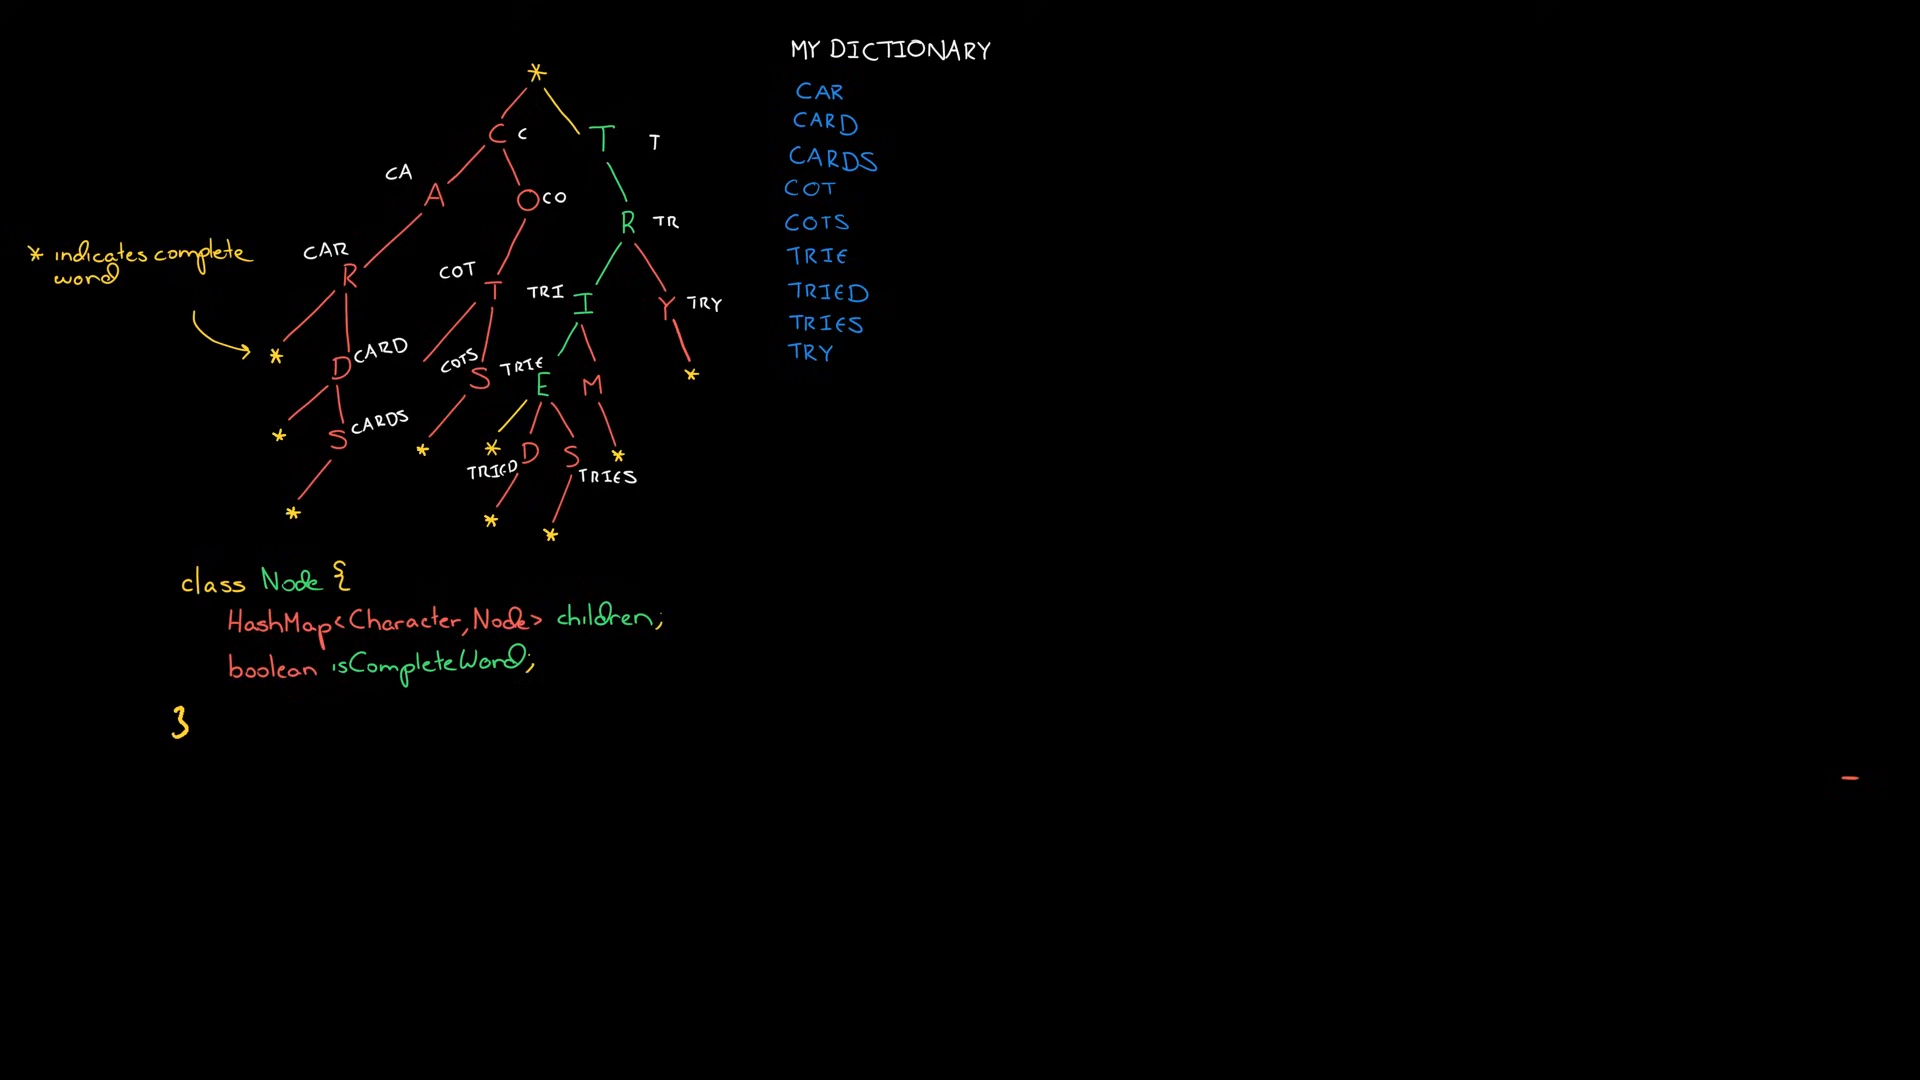 *
C C
T T
CA
A
O CO
R TR
* indicates complete
word
CAR
R
COT
T
TRI I
Y TRY
*
D CARD
COTS
S
TRIE
E
M
*
*
S CARDS
*
*
D
S
*
TRIED
TRIES
*
*
*
class Node {
HashMap<Character, Node> children;
boolean isCompleteWord;
}
MY DICTIONARY
CAR
CARD
CARDS
COT
COTS
TRIE
TRIED
TRIES
TRY